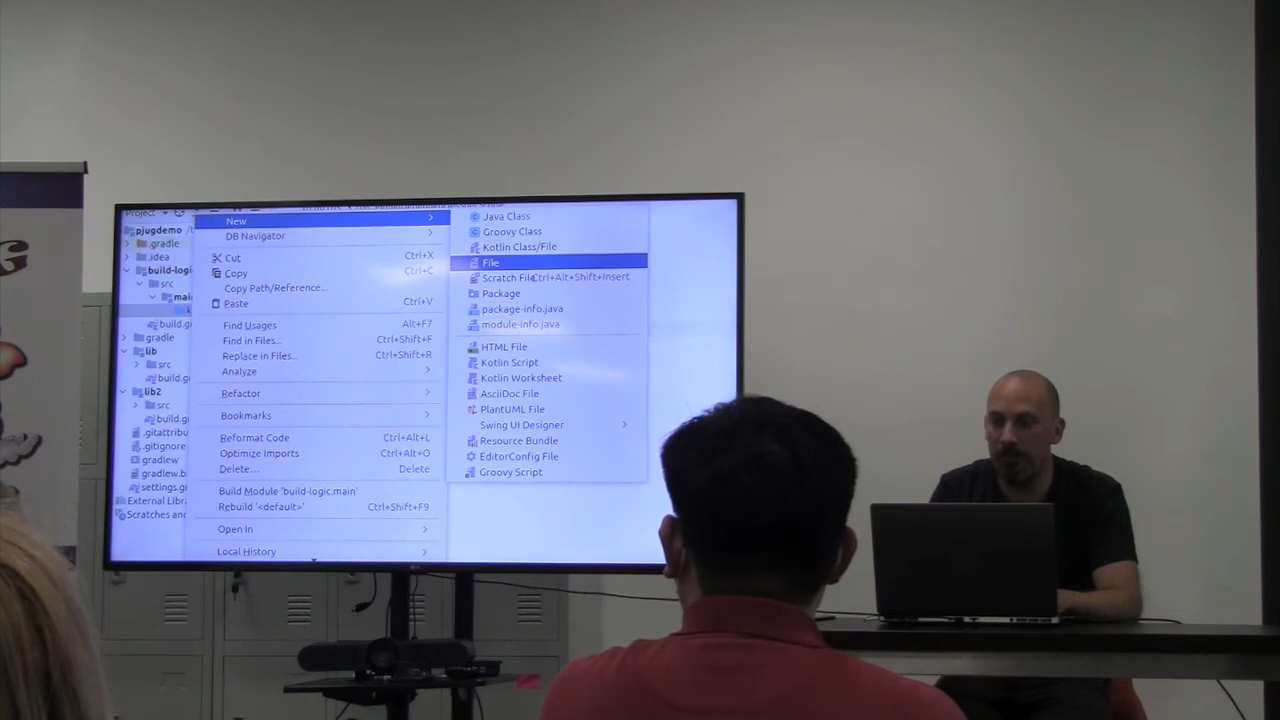 Project
pjugdemo
.gradle
.idea
build-logi
src
main
k
build.g
gradle
lib
src
build.g
lib2
src
build.g
.gitattribu
.gitignore
gradlew
gradlew.b
settings.gr
External Libra
Scratches and
New
DB Navigator
Cut Ctrl+X
Copy Ctrl+C
Copy Path/Reference...
Paste Ctrl+V
Find Usages Alt+F7
Find in Files... Ctrl+Shift+F
Replace in Files... Ctrl+Shift+R
Analyze
Refactor
Bookmarks
Reformat Code Ctrl+Alt+L
Optimize Imports Ctrl+Alt+O
Delete... Delete
Build Module 'build-logic.main'
Rebuild '<default>' Ctrl+Shift+F9
Open In
Local History
Java Class
Groovy Class
Kotlin Class/File
File
Scratch File Ctrl+Alt+Shift+Insert
Package
package-info.java
module-info.java
HTML File
Kotlin Script
Kotlin Worksheet
AsciiDoc File
PlantUML File
Swing UI Designer
Resource Bundle
EditorConfig File
Groovy Script
G